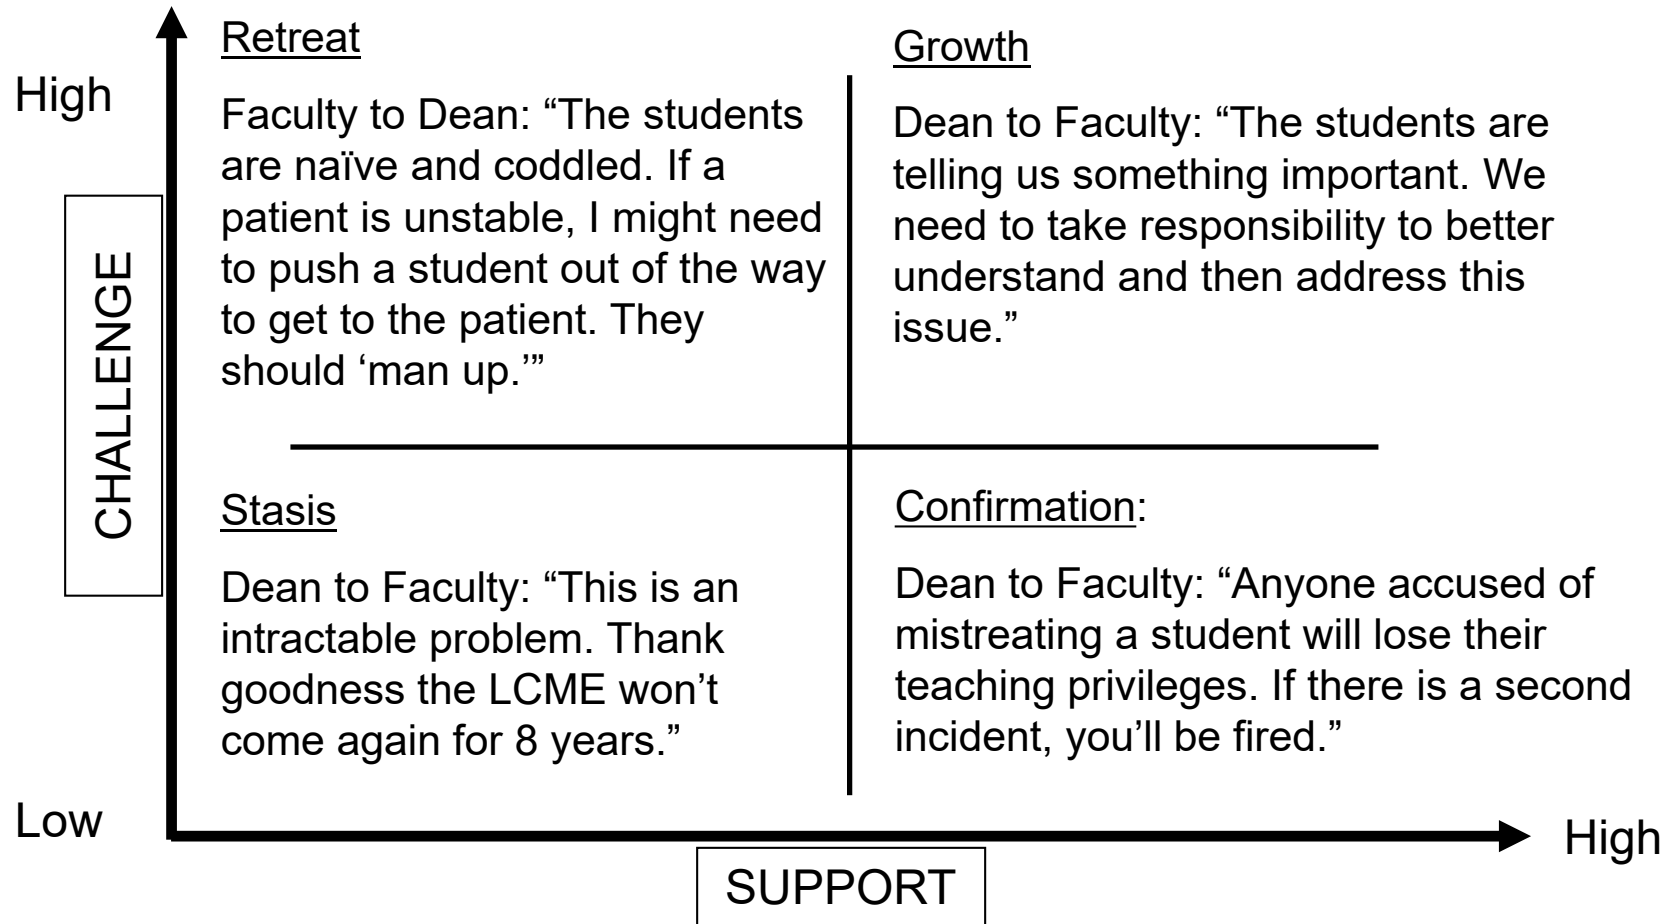 High
CHALLENGE
Low
Retreat
Faculty to Dean: “The students
are naïve and coddled. If a
patient is unstable, I might need
to push a student out of the way
to get to the patient. They
should ‘man up.’”
Growth
Dean to Faculty: “The students are
telling us something important. We
need to take responsibility to better
understand and then address this
issue.”
Stasis
Dean to Faculty: “This is an
intractable problem. Thank
goodness the LCME won’t
come again for 8 years.”
Confirmation:
Dean to Faculty: “Anyone accused of
mistreating a student will lose their
teaching privileges. If there is a second
incident, you’ll be fired.”
High
SUPPORT